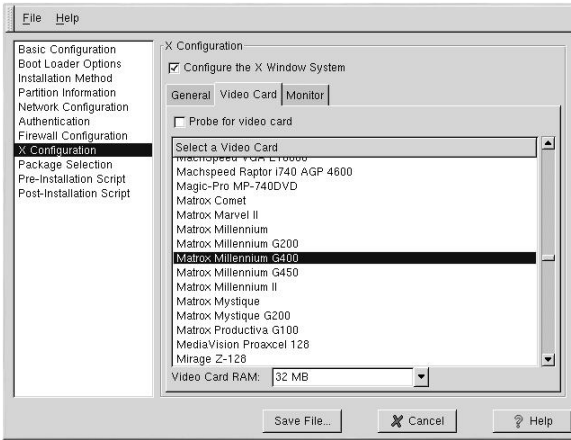 File Help
Basic Configuration
Boot Loader Options
Installation Method
Partition Information
Network Configuration
Authentication
Firewall Configuration
X Configuration
Package Selection
Pre-Installation Script
Post-Installation Script
X Configuration
Configure the X Window System
General Video Card Monitor
Probe for video card
Select a Video Card
Machspeed VGA ET6000
Machspeed Raptor i740 AGP 4600
Magic-Pro MP-740DVD
Matrox Comet
Matrox Marvel II
Matrox Millennium
Matrox Millennium G200
Matrox Millennium G400
Matrox Millennium G450
Matrox Millennium II
Matrox Mystique
Matrox Mystique G200
Matrox Productiva G100
MediaVision Proaxcel 128
Mirage Z-128
Video Card RAM: 32 MB
Save File... Cancel Help